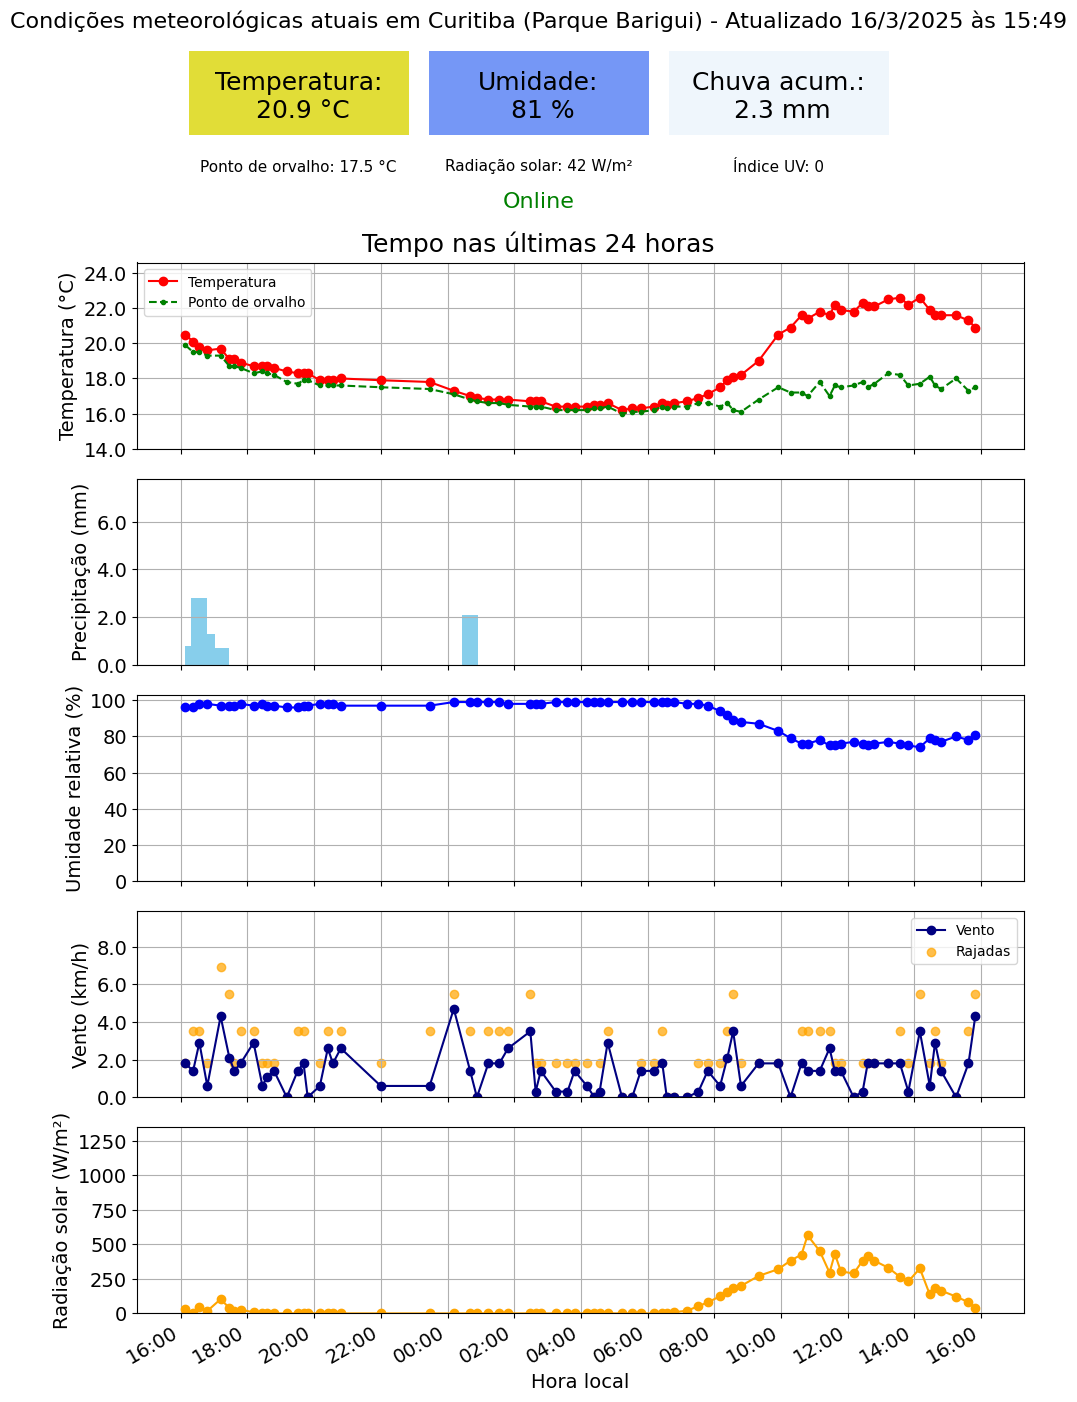 Condições meteorológicas atuais em Curitiba (Parque Barigui) - Atualizado 16/3/2025 às 15:49
Temperatura:
20.9 °C
Umidade:
81 %
Chuva acum.:
2.3 mm
Ponto de orvalho: 17.5 °C
Radiação solar: 42 W/m²
Índice UV: 0
Online
Tempo nas últimas 24 horas
Temperatura (°C)
24.0
22.0
20.0
18.0
16.0
14.0
Temperatura
Ponto de orvalho
Precipitação (mm)
6.0
4.0
2.0
0.0
Umidade relativa (%)
100
80
60
40
20
0
Vento (km/h)
8.0
6.0
4.0
2.0
0.0
Vento
Rajadas
Radiação solar (W/m²)
1250
1000
750
500
250
0
16:00
18:00
20:00
22:00
00:00
02:00
04:00
06:00
08:00
10:00
12:00
14:00
16:00
Hora local